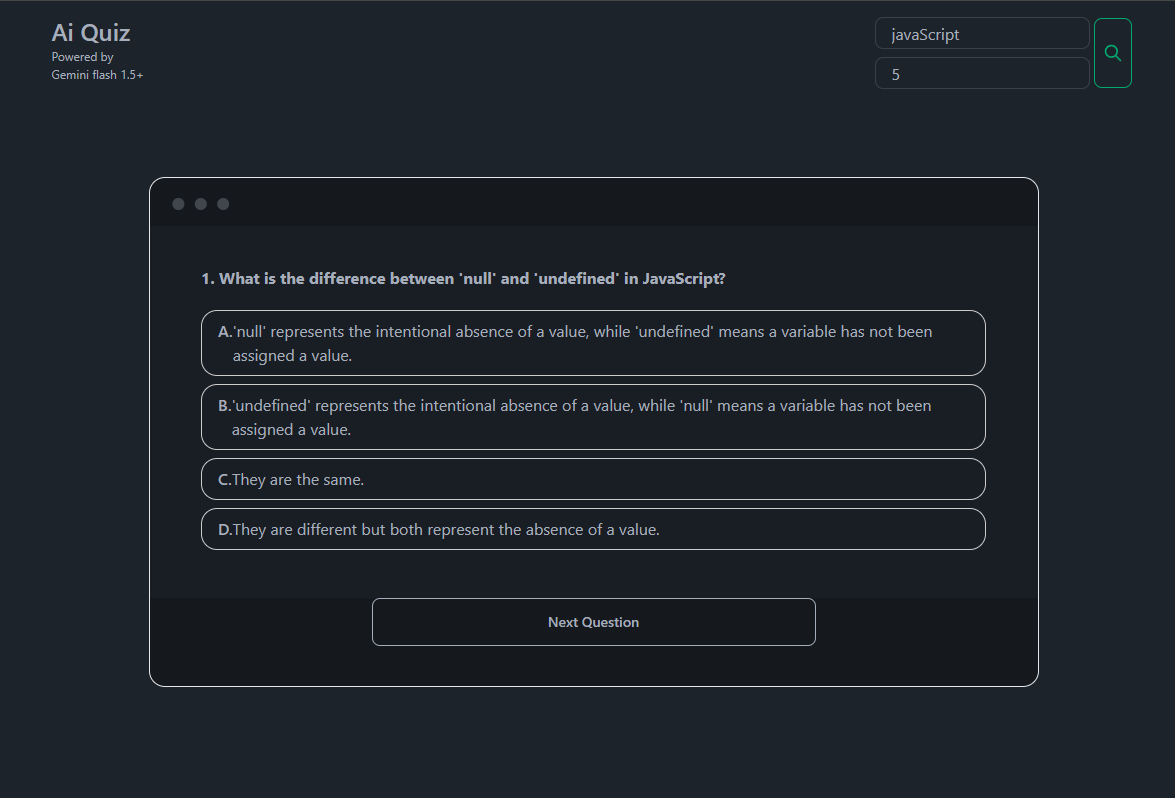 Ai Quiz
Powered by
Gemini flash 1.5+
javaScript
5
1. What is the difference between 'null' and 'undefined' in JavaScript?
A.'null' represents the intentional absence of a value, while 'undefined' means a variable has not been
assigned a value.
B.'undefined' represents the intentional absence of a value, while 'null' means a variable has not been
assigned a value.
C.They are the same.
D.They are different but both represent the absence of a value.
Next Question